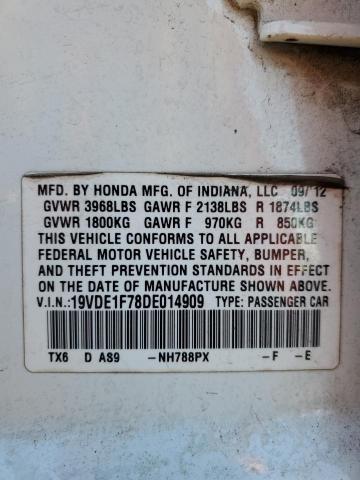 MFD. BY HONDA MFG. OF INDIANA, LLC 09/12
GVWR 3968LBS GAWR F 2138LBS R 1874LBS
GVWR 1800KG GAWR F 970KG R 850KG
THIS VEHICLE CONFORMS TO ALL APPLICABLE
FEDERAL MOTOR VEHICLE SAFETY, BUMPER,
AND THEFT PREVENTION STANDARDS IN EFFECT
ON THE DATE OF MANUFACTURE SHOWN ABOVE.
V.I.N.: 19VDE1F78DE014909 TYPE: PASSENGER CAR
TX6 D AS9 -NH788PX -F -E